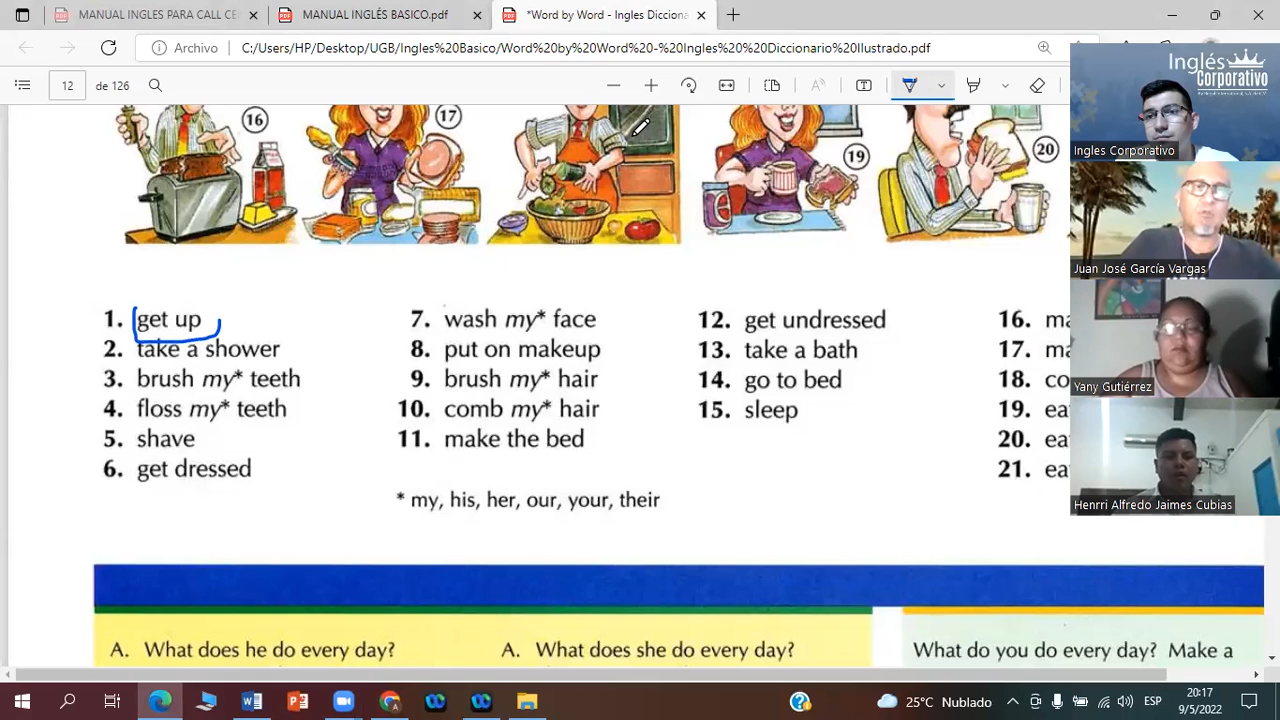 MANUAL INGLES PARA CALL CE
MANUAL INGLÉS BASICO.pdf
*Word by Word - Ingles Dicciona
Archivo
C:/Users/HP/Desktop/UGB/Ingles%20Basico/Word%20by%20Word%20-%20Ingles%20%20Diccionario%20Ilustrado.pdf
12
de 126
Inglés
Corporativo
Ingles Corporativo
Juan José García Vargas
Yany Gutiérrez
Henrri Alfredo Jaimes Cubias
16
17
19
20
1. get up
2. take a shower
3. brush my* teeth
4. floss my* teeth
5. shave
6. get dressed
7. wash my* face
8. put on makeup
9. brush my* hair
10. comb my* hair
11. make the bed
* my, his, her, our, your, their
12. get undressed
13. take a bath
14. go to bed
15. sleep
16. ma
17. ma
18. co
19. ea
20. ea
21. ea
A. What does he do every day?
A. What does she do every day?
What do you do every day? Make a
25°C Nublado
ESP
20:17
9/5/2022